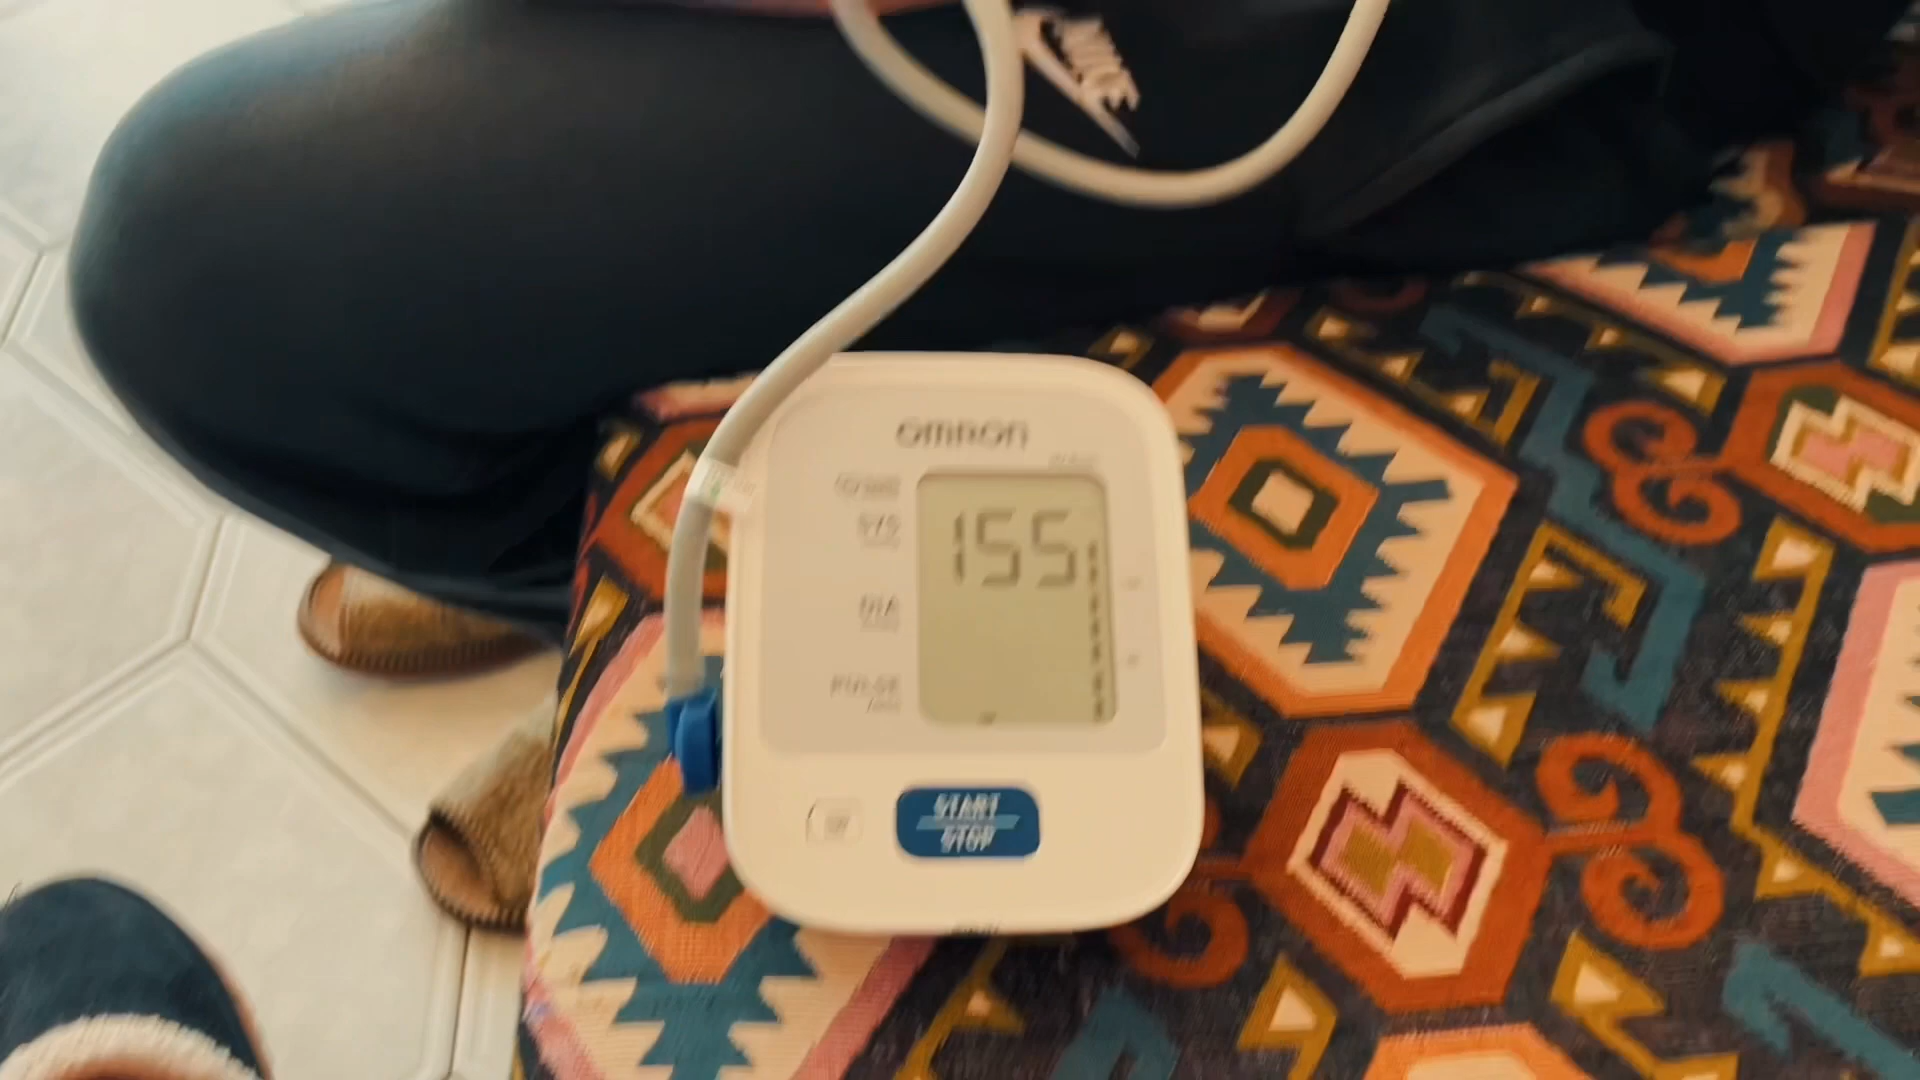 NIKE
OMRON
155
SYS
DIA
PULSE
START
STOP